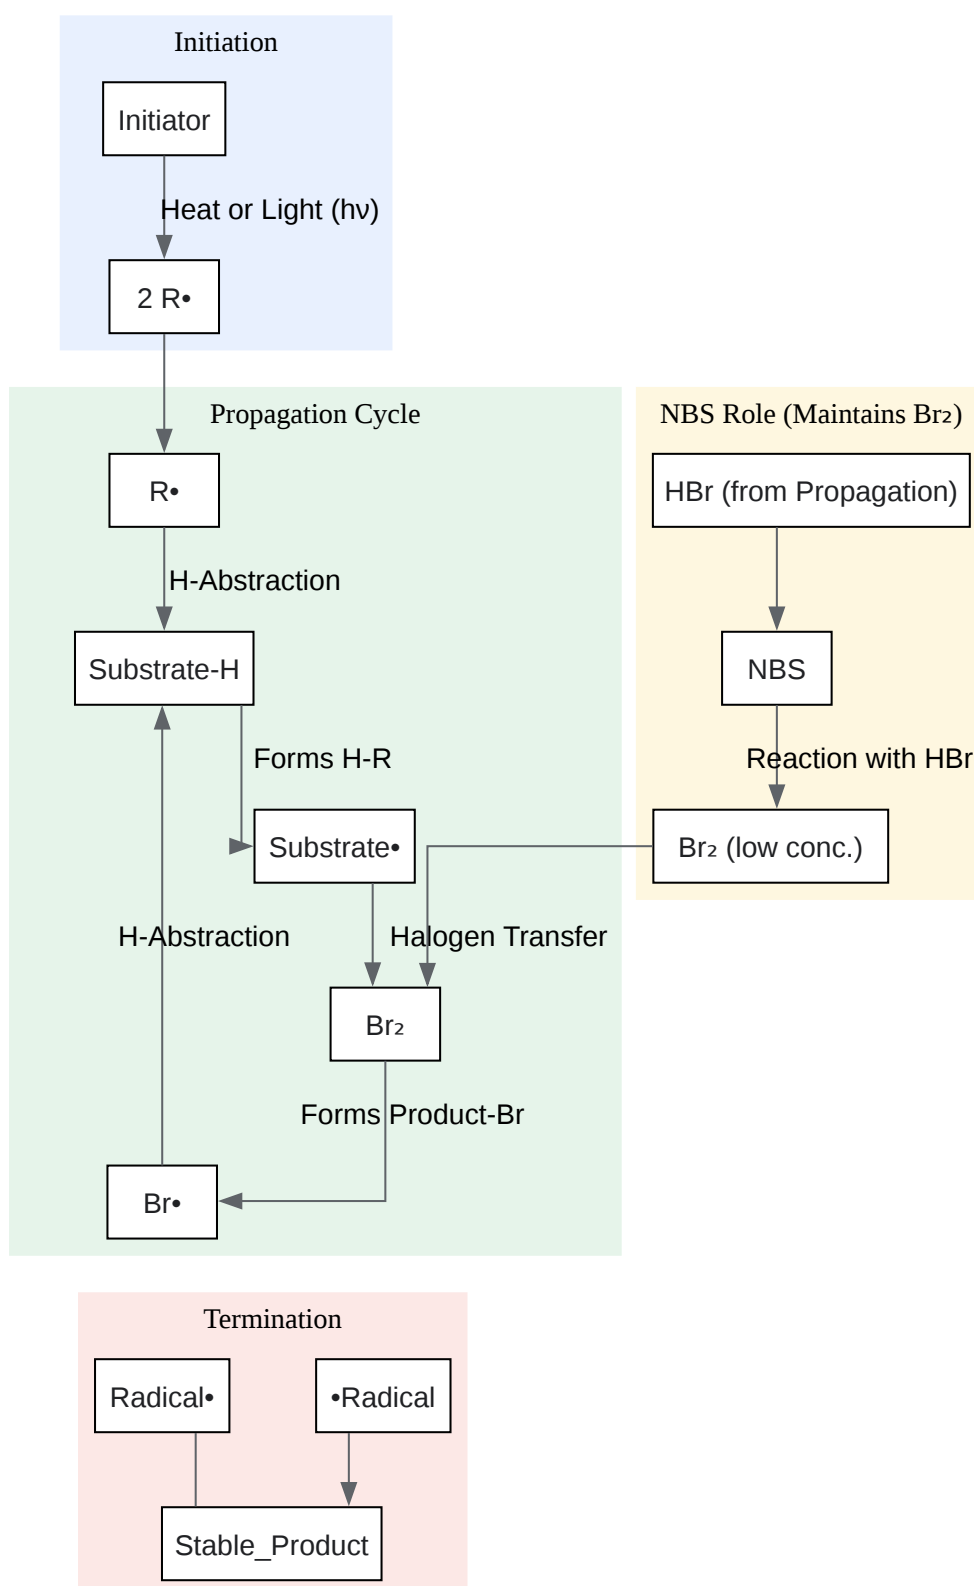 Initiation
Initiator
Heat or Light (hν)
2 R•
Propagation Cycle
R•
H-Abstraction
Substrate-H
Forms H-R
Substrate•
H-Abstraction
Halogen Transfer
Br₂
Forms Product-Br
Br•
NBS Role (Maintains Br₂)
HBr (from Propagation)
NBS
Reaction with HBr
Br₂ (low conc.)
Termination
Radical•
•Radical
Stable_Product